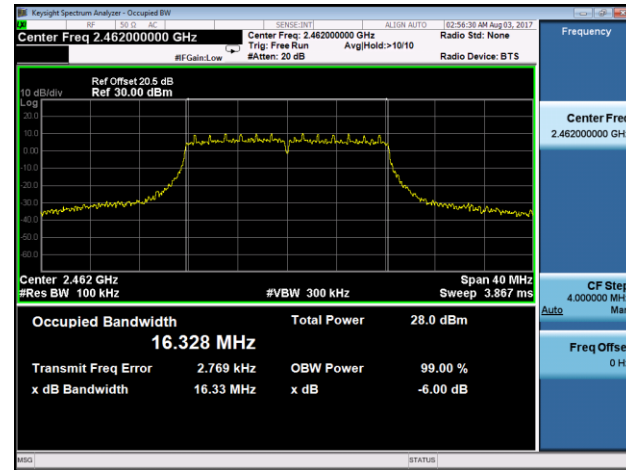 Keysight Spectrum Analyzer - Occupied BW
RF 50 Ω AC SENSE:INT ALIGN AUTO 02:56:30 AM Aug 03, 2017
Center Freq 2.462000000 GHz
Center Freq: 2.462000000 GHz
Radio Std: None
Trig: Free Run Avg|Hold:>10/10
#IFGain:Low #Atten: 20 dB
Radio Device: BTS
Ref Offset 20.5 dB
10 dB/div Ref 30.00 dBm
Log
20.0
10.0
0.00
-10.0
-20.0
-30.0
-40.0
-50.0
-60.0
Center 2.462 GHz Span 40 MHz
#Res BW 100 kHz #VBW 300 kHz Sweep 3.867 ms
Occupied Bandwidth Total Power 28.0 dBm
16.328 MHz
Transmit Freq Error 2.769 kHz OBW Power 99.00 %
x dB Bandwidth 16.33 MHz x dB -6.00 dB
MSG STATUS
Frequency
Center Freq
2.462000000 GH
CF Step
4.000000 MH
Auto Ma
Freq Offse
0 H